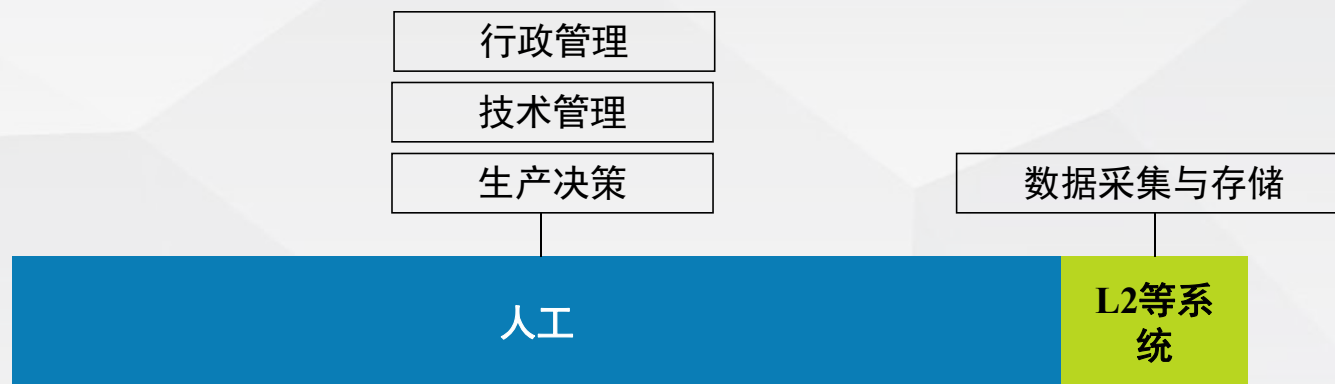 行政管理
技术管理
生产决策
数据采集与存储
人工
L2等系
统